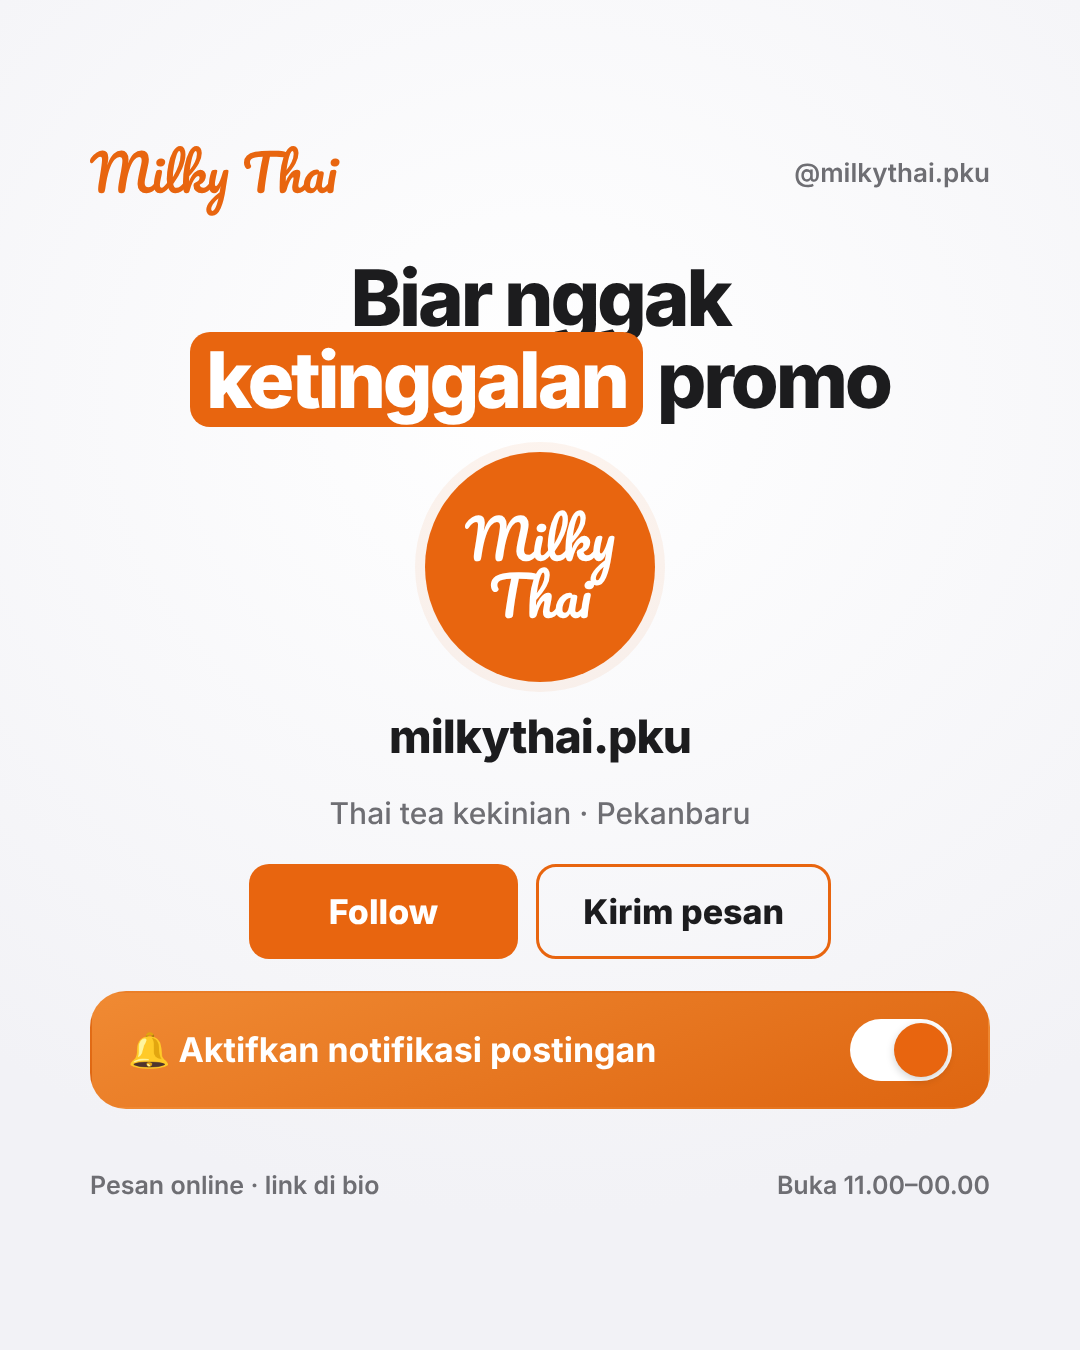 Milky Thai
@milkythai.pku
Biar nggak
ketinggalan promo
Milky
Thai
milkythai.pku
Thai tea kekinian · Pekanbaru
Follow
Kirim pesan
🔔 Aktifkan notifikasi postingan
Pesan online · link di bio
Buka 11.00–00.00